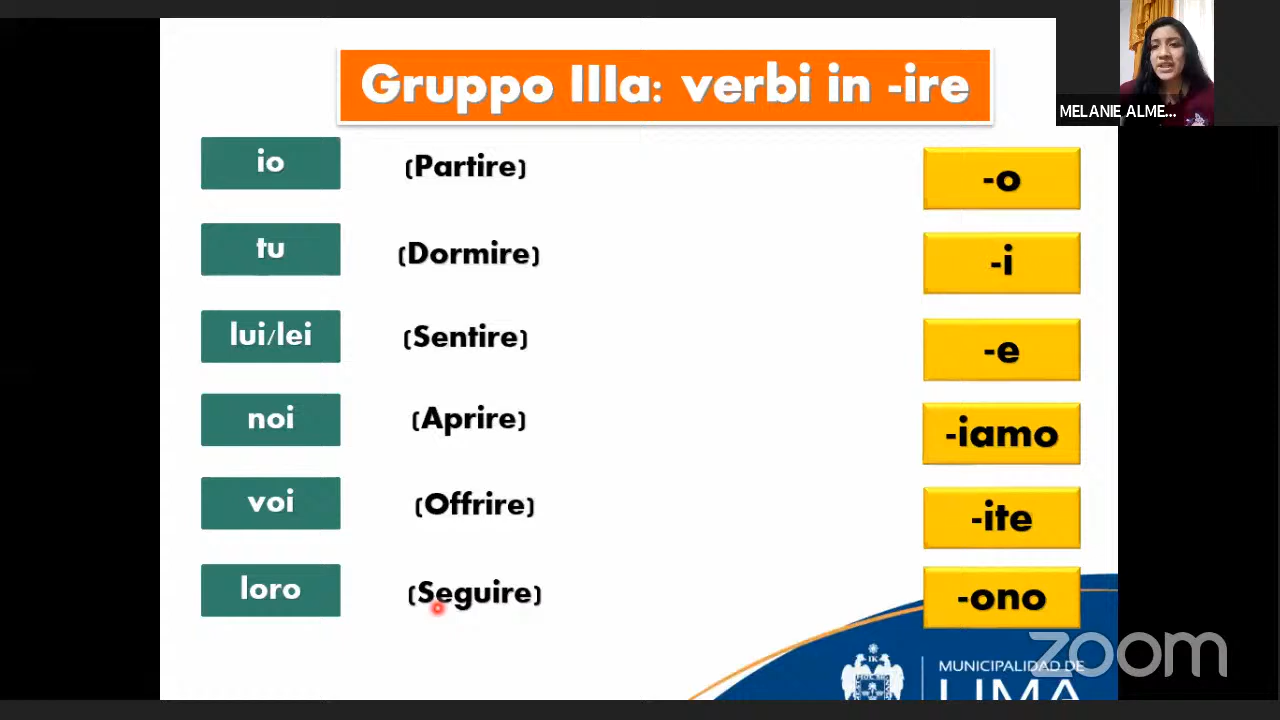 Gruppo IIIa: verbi in -ire
MELANIE ALME...
io (Partire) -o
tu (Dormire) -i
lui/lei (Sentire) -e
noi (Aprire) -iamo
voi (Offrire) -ite
loro (Seguire) -ono
zoom
IK
MUNICIPALIDAD DE
LIMA